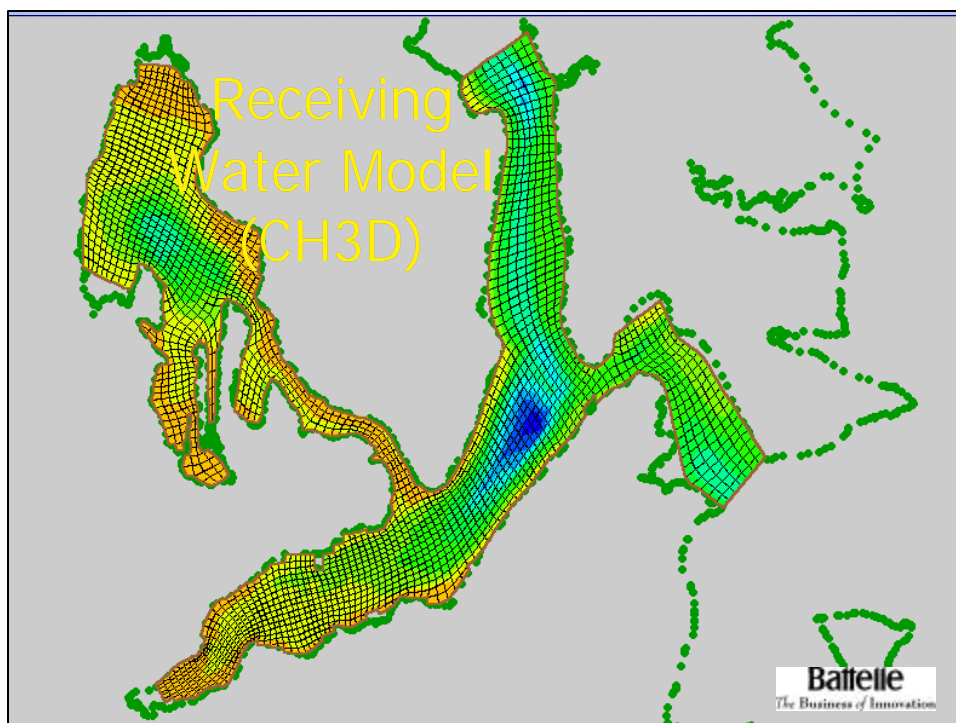 Receiving
Water Model
(CH3D)
Battelle
The Business of Innovation